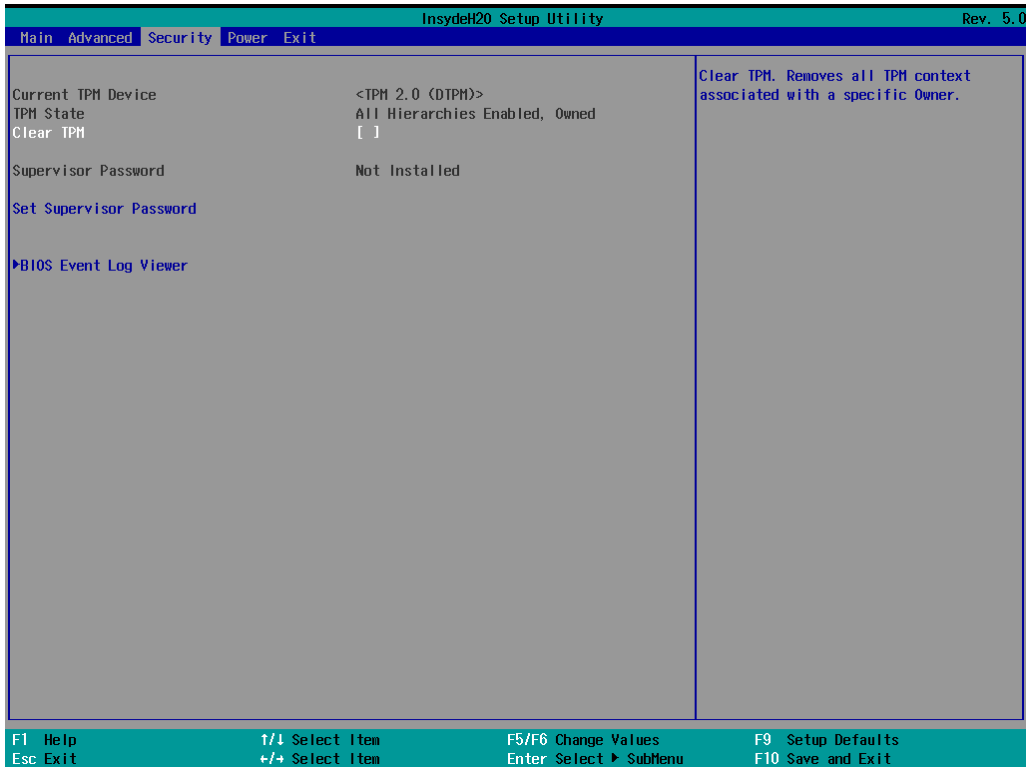 InsydeH20 Setup Utility Rev. 5.0
Main Advanced Security Power Exit
Current TPM Device <TPM 2.0 (DTPM)>
TPM State All Hierarchies Enabled, Owned
Clear TPM [ ]
Supervisor Password Not Installed
Set Supervisor Password
▶BIOS Event Log Viewer
Clear TPM. Removes all TPM context
associated with a specific Owner.
F1 Help ↑/↓ Select Item F5/F6 Change Values F9 Setup Defaults
Esc Exit ←/→ Select Item Enter Select ▶ SubMenu F10 Save and Exit